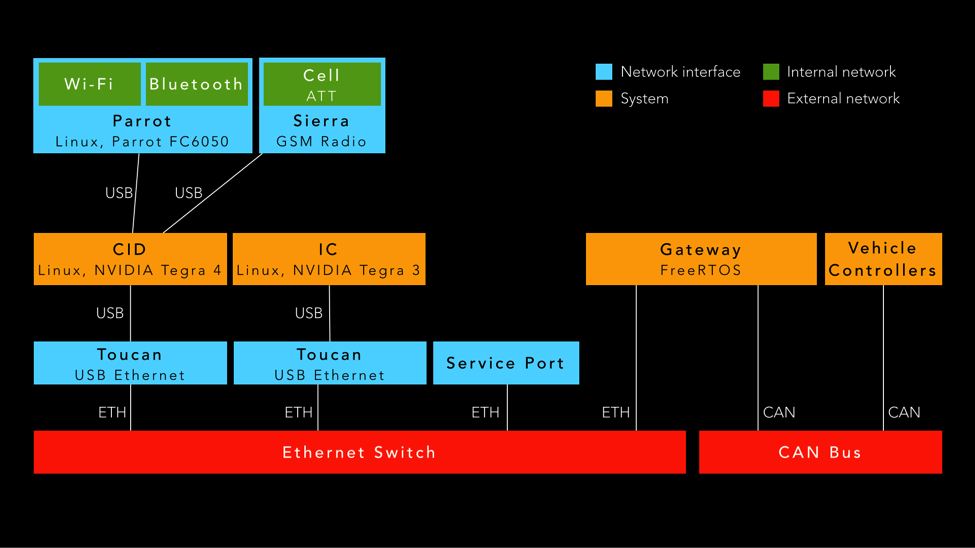 Wi-Fi
Bluetooth
Cell
ATT
Network interface
Internal network
System
External network
Parrot
Linux, Parrot FC6050
Sierra
GSM Radio
USB
USB
CID
Linux, NVIDIA Tegra 4
IC
Linux, NVIDIA Tegra 3
Gateway
FreeRTOS
Vehicle
Controllers
USB
USB
Toucan
USB Ethernet
Toucan
USB Ethernet
Service Port
ETH
ETH
ETH
ETH
CAN
CAN
Ethernet Switch
CAN Bus